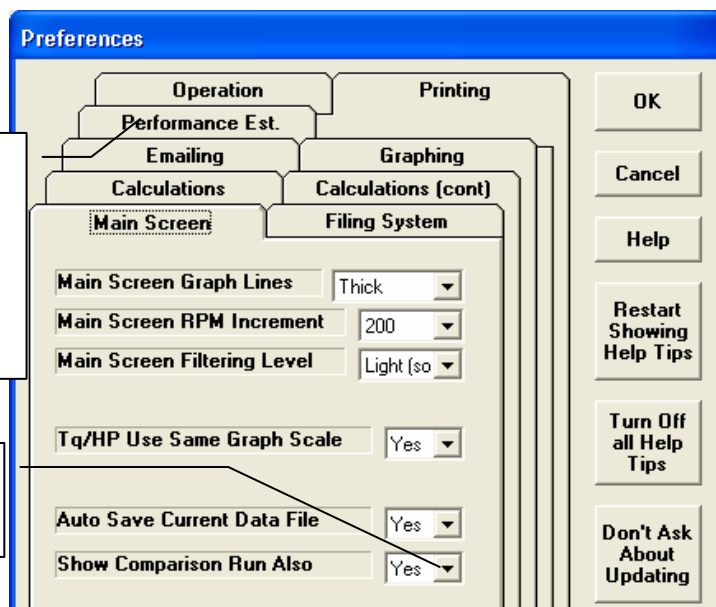 Preferences
Operation
Printing
Performance Est.
Emailing
Graphing
Calculations
Calculations (cont)
Main Screen
Filing System
Main Screen Graph Lines
Thick
Main Screen RPM Increment
200
Main Screen Filtering Level
Light (so
Tq/HP Use Same Graph Scale
Yes
Auto Save Current Data File
Yes
Show Comparison Run Also
Yes
OK
Cancel
Help
Restart
Showing
Help Tips
Turn Off
all Help
Tips
Don't Ask
About
Updating